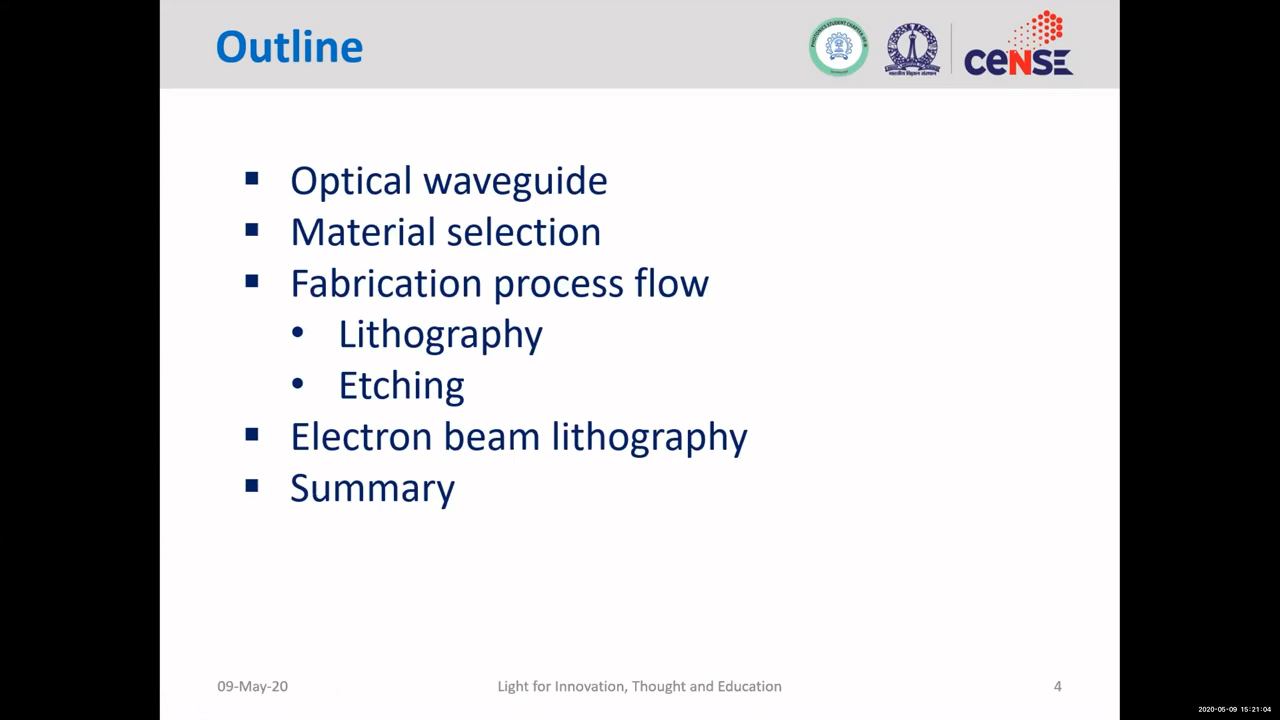 Outline
ceNSE
▪ Optical waveguide
▪ Material selection
▪ Fabrication process flow
• Lithography
• Etching
▪ Electron beam lithography
▪ Summary
09-May-20
Light for Innovation, Thought and Education
4
2020-05-09 15:21:04